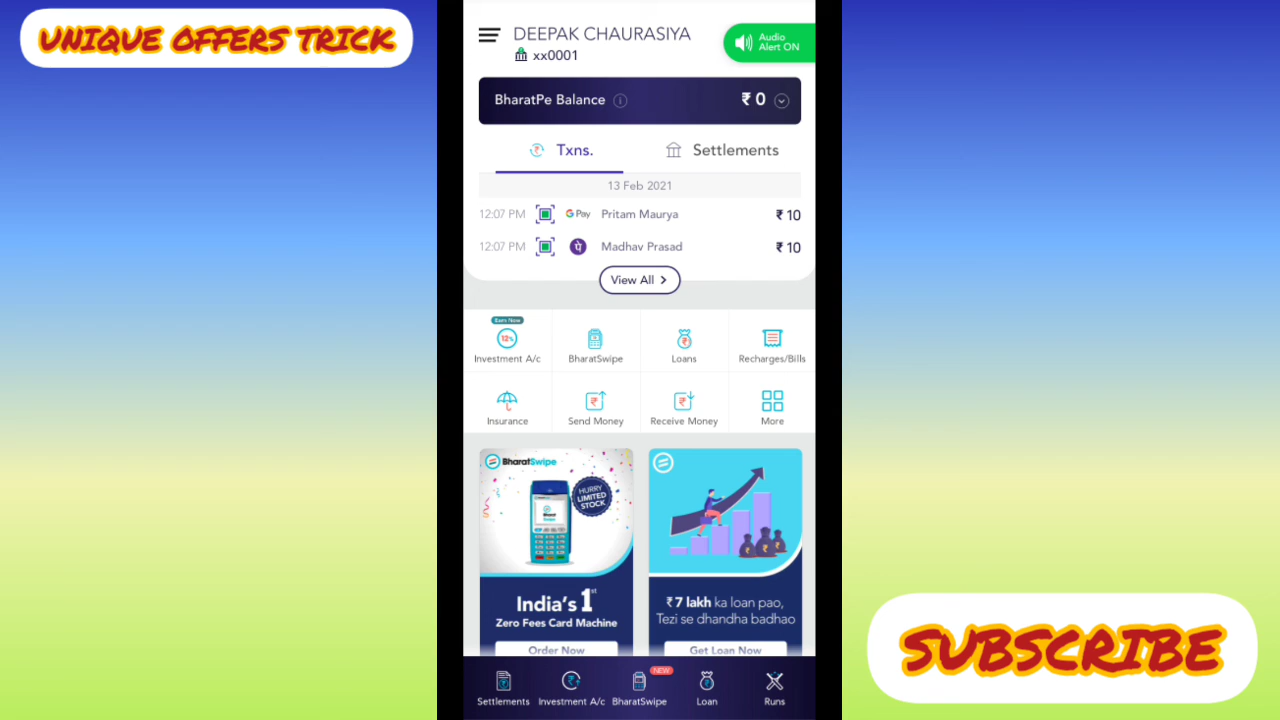 UNIQUE OFFERS TRICK
DEEPAK CHAURASIYA
xx0001
Audio
Alert ON
BharatPe Balance
₹ 0
Txns.
Settlements
13 Feb 2021
12:07 PM G Pay Pritam Maurya ₹ 10
12:07 PM पे Madhav Prasad ₹ 10
View All
Earn Now
12%
Investment A/c
BharatSwipe
Loans
Recharges/Bills
Insurance
Send Money
Receive Money
More
BharatSwipe
HURRY
LIMITED
STOCK
India's 1st
Zero Fees Card Machine
Order Now
₹ 7 lakh ka loan pao,
Tezi se dhandha badhao
Get Loan Now
SUBSCRIBE
NEW
Settlements
Investment A/c
BharatSwipe
Loan
Runs